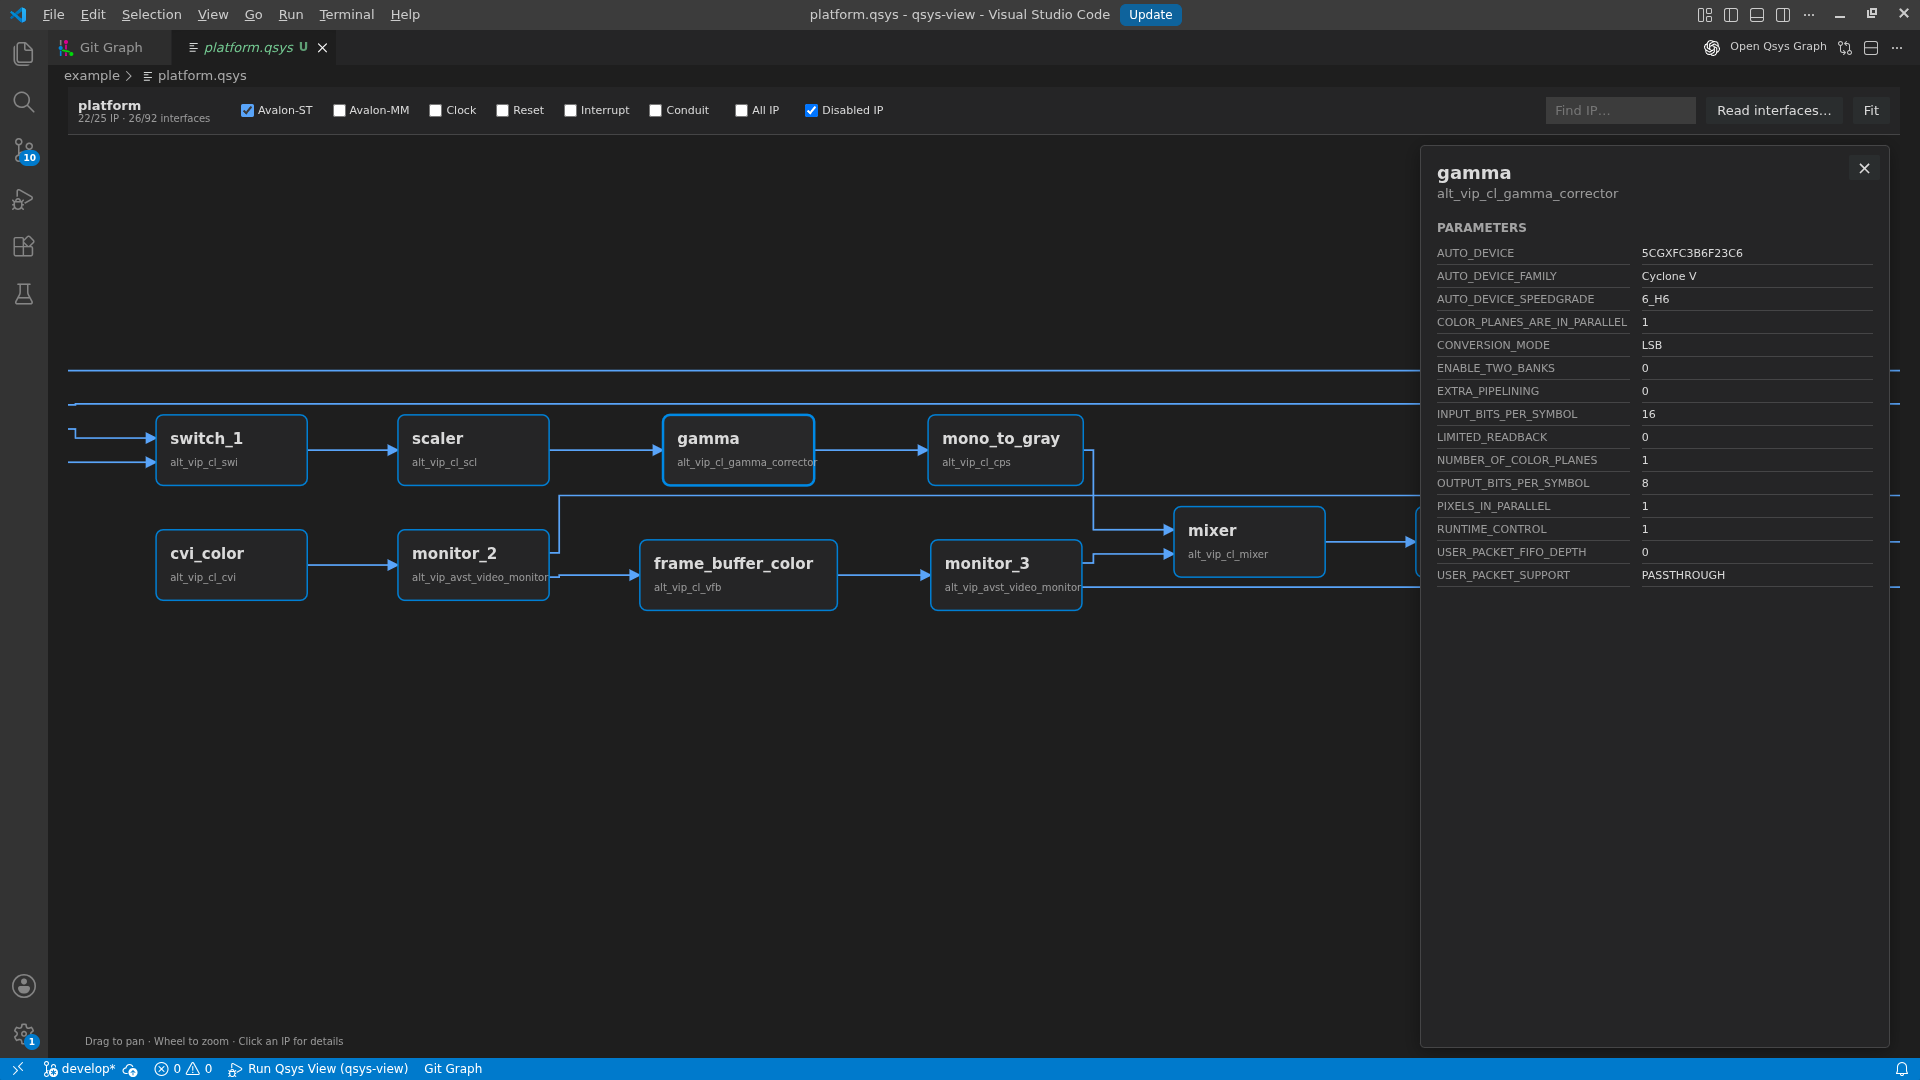 File Edit Selection View Go Run Terminal Help platform.qsys - qsys-view - Visual Studio Code Update
Git Graph platform.qsys U Open Qsys Graph
example platform.qsys
platform
22/25 IP · 26/92 interfaces
Avalon-ST Avalon-MM Clock Reset Interrupt Conduit All IP Disabled IP Find IP... Read interfaces... Fit
10
switch_1
alt_vip_cl_swi
scaler
alt_vip_cl_scl
gamma
alt_vip_cl_gamma_corrector
mono_to_gray
alt_vip_cl_cps
cvi_color
alt_vip_cl_cvi
monitor_2
alt_vip_avst_video_monitor
frame_buffer_color
alt_vip_cl_vfb
monitor_3
alt_vip_avst_video_monitor
mixer
alt_vip_cl_mixer
gamma
alt_vip_cl_gamma_corrector
PARAMETERS
AUTO_DEVICE 5CGXFC3B6F23C6
AUTO_DEVICE_FAMILY Cyclone V
AUTO_DEVICE_SPEEDGRADE 6_H6
COLOR_PLANES_ARE_IN_PARALLEL 1
CONVERSION_MODE LSB
ENABLE_TWO_BANKS 0
EXTRA_PIPELINING 0
INPUT_BITS_PER_SYMBOL 16
LIMITED_READBACK 0
NUMBER_OF_COLOR_PLANES 1
OUTPUT_BITS_PER_SYMBOL 8
PIXELS_IN_PARALLEL 1
RUNTIME_CONTROL 1
USER_PACKET_FIFO_DEPTH 0
USER_PACKET_SUPPORT PASSTHROUGH
1
Drag to pan · Wheel to zoom · Click an IP for details
develop* 0 0 Run Qsys View (qsys-view) Git Graph